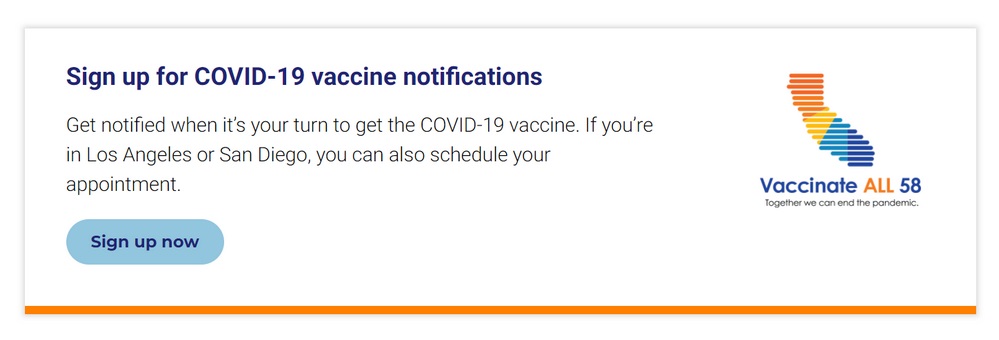 Sign up for COVID-19 vaccine notifications
Get notified when it’s your turn to get the COVID-19 vaccine. If you’re
in Los Angeles or San Diego, you can also schedule your
appointment.
Sign up now
Vaccinate ALL 58
Together we can end the pandemic.